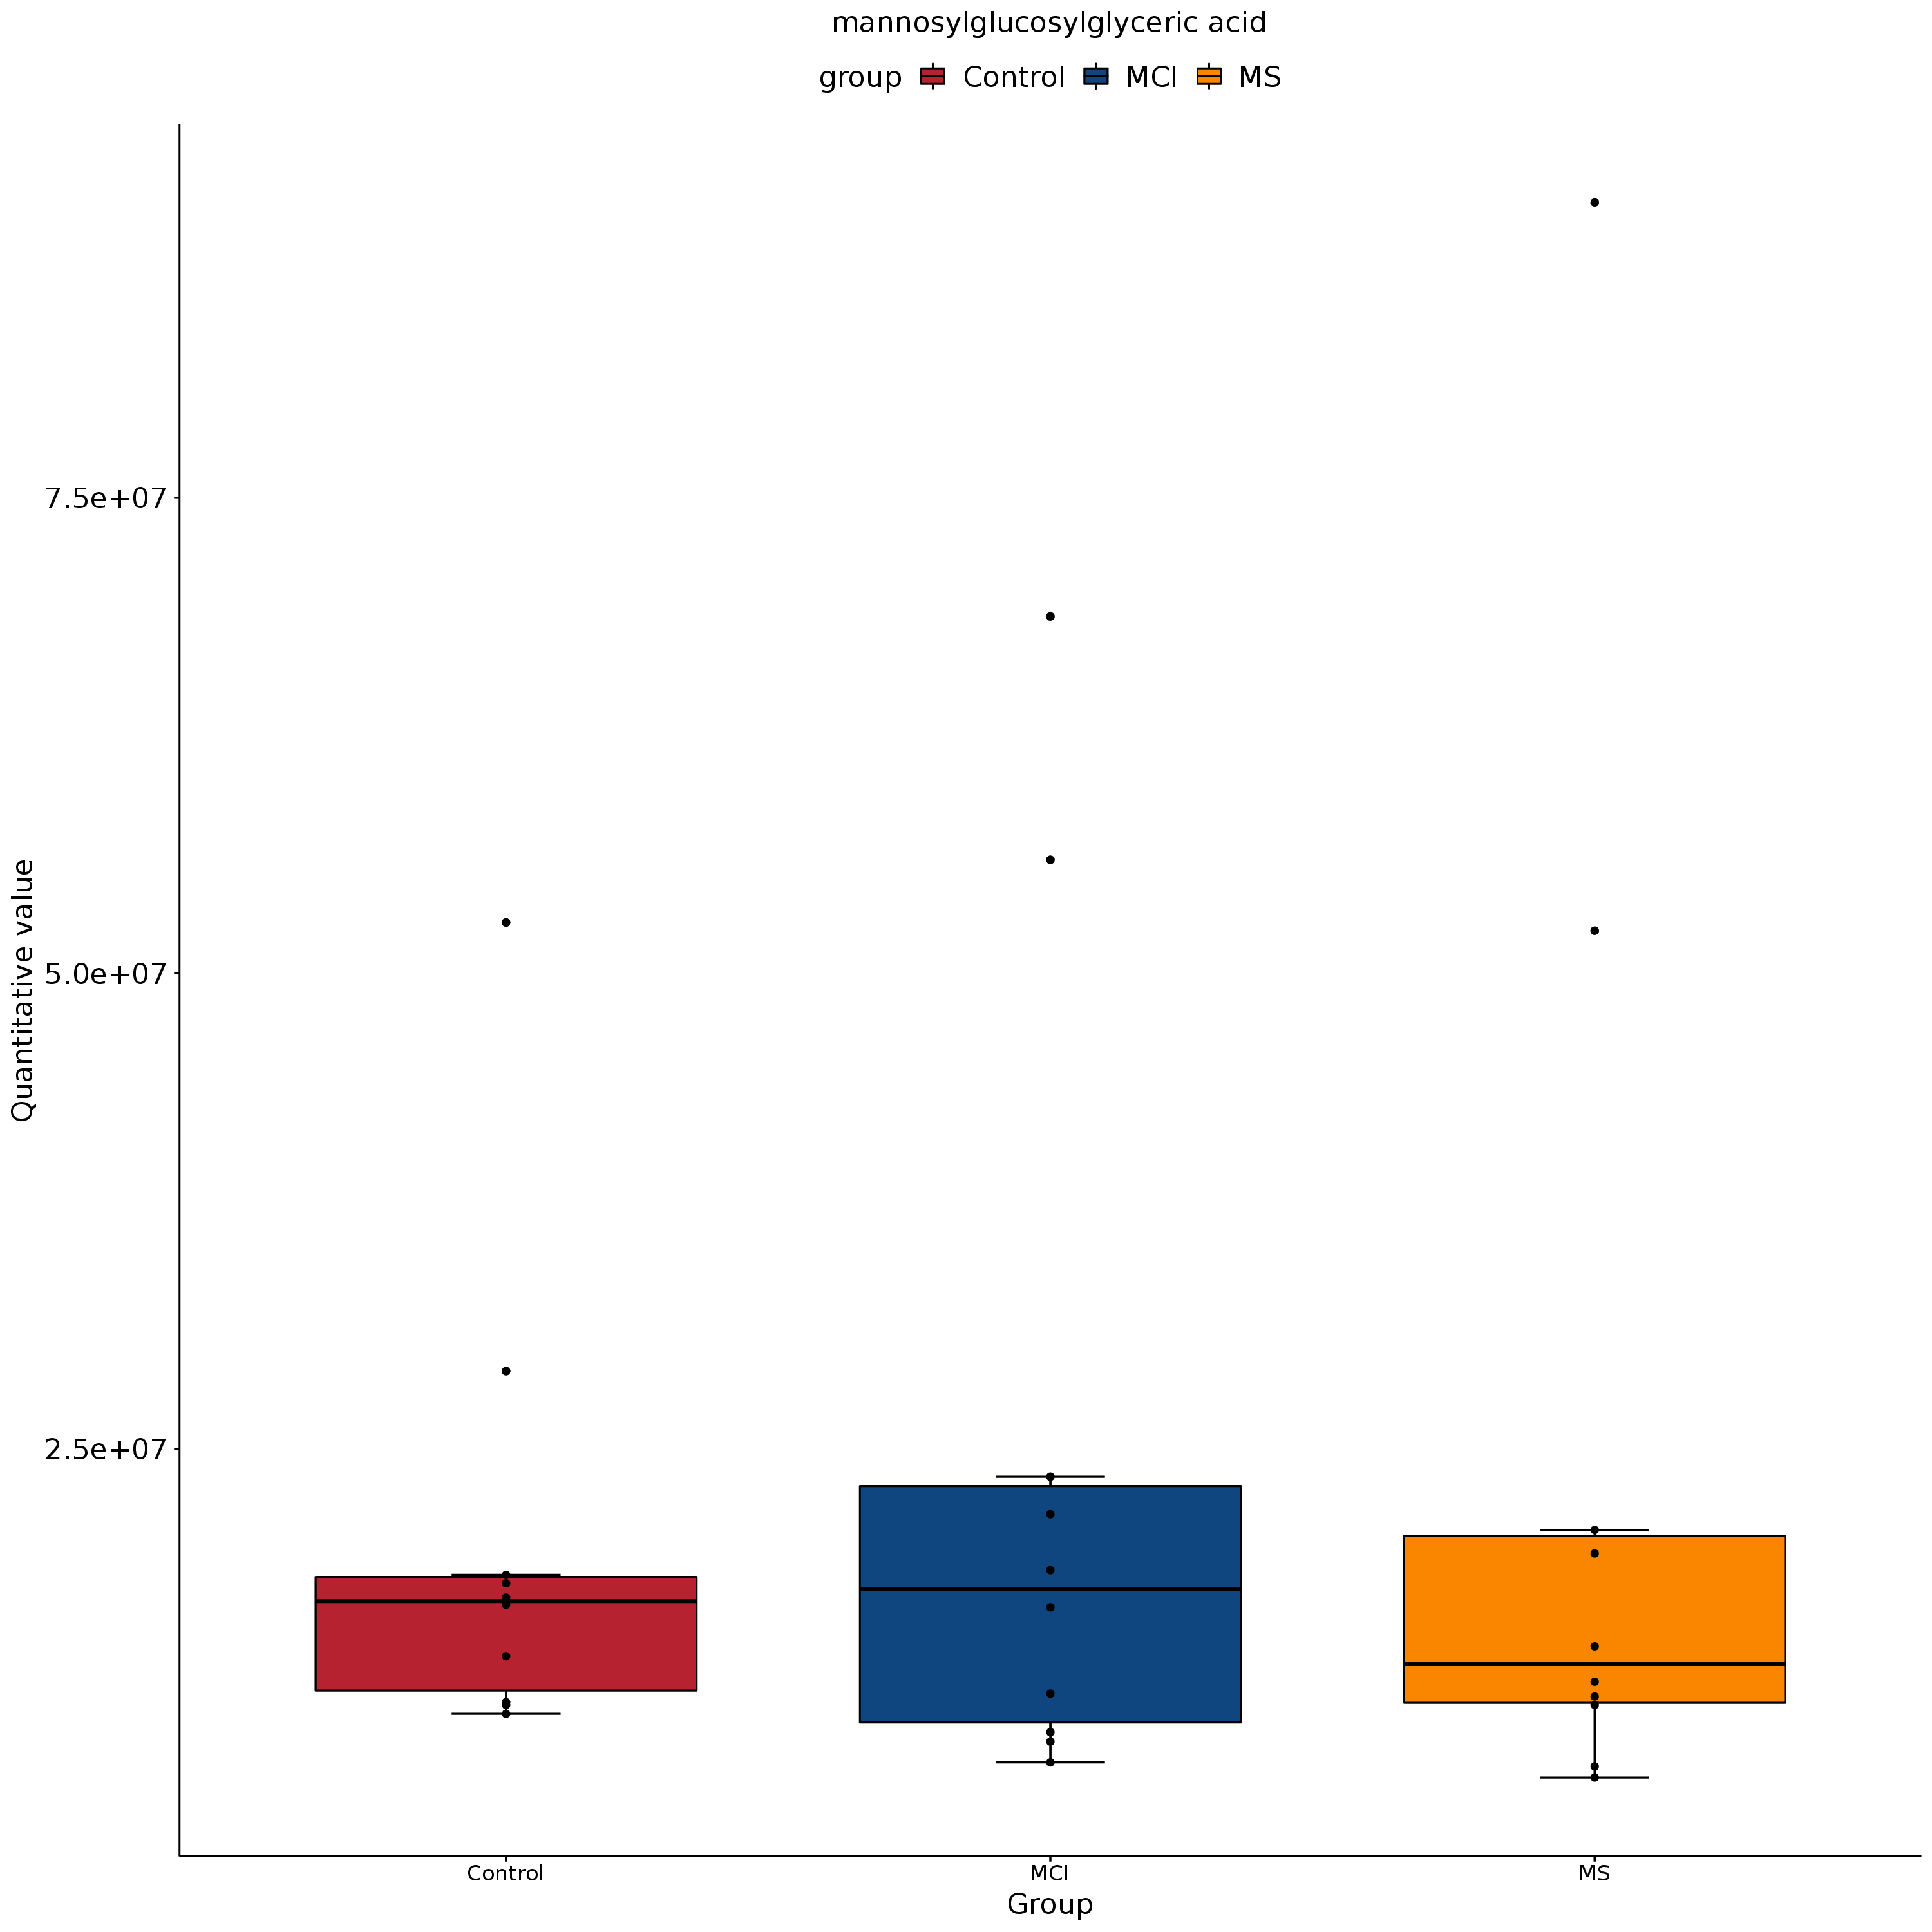 mannosylglucosylglyceric acid
group Control MCI MS
Quantitative value
7.5e+07
5.0e+07
2.5e+07
Control MCI MS
Group